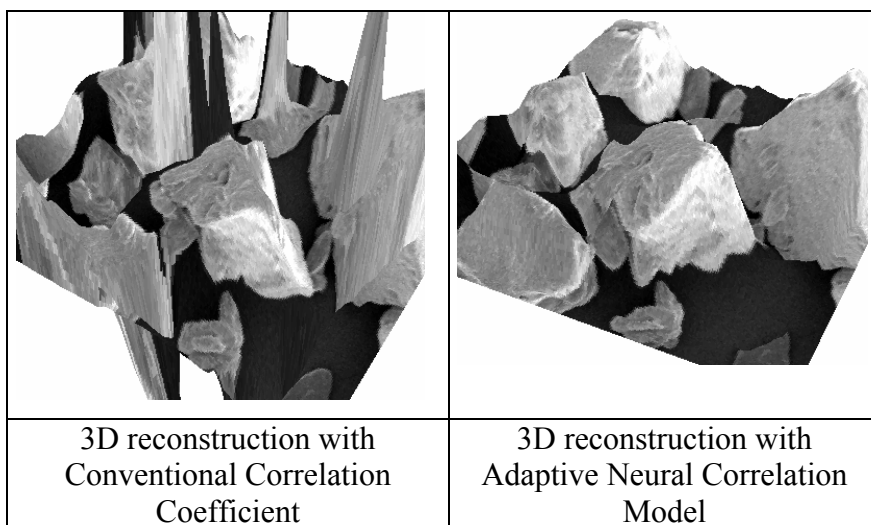 3D reconstruction with
Conventional Correlation
Coefficient
3D reconstruction with
Adaptive Neural Correlation
Model